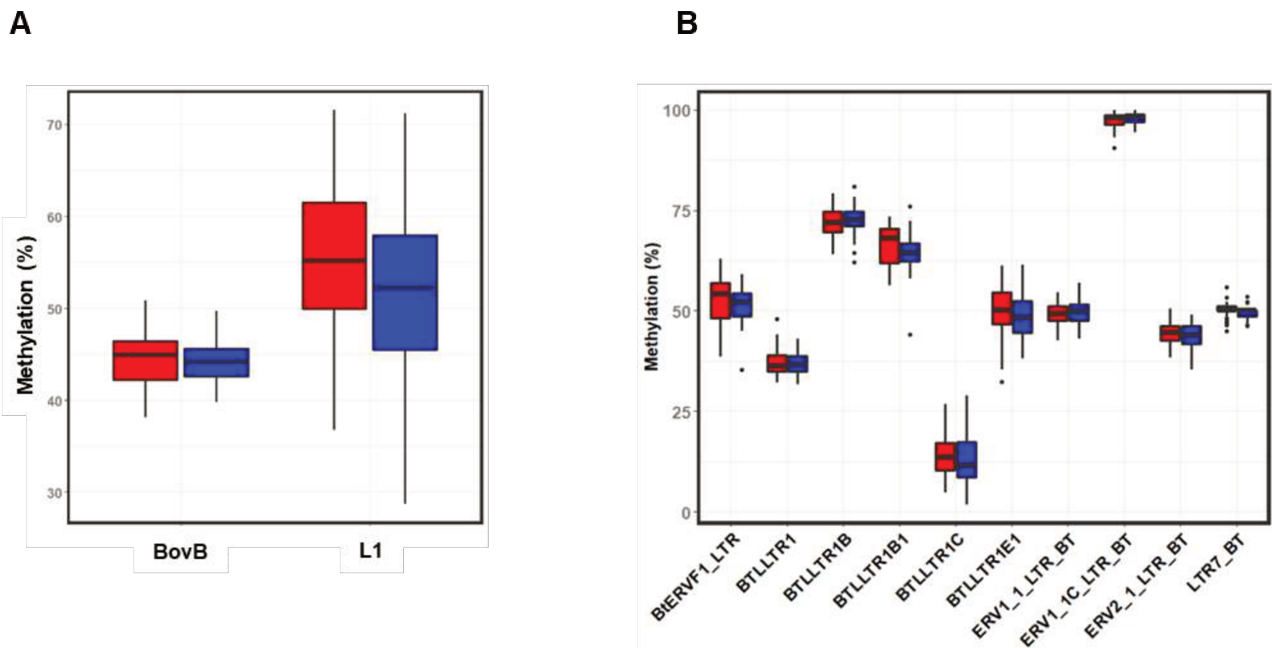 A
B
Methylation (%)
70
60
50
40
30
BovB
L1
Methylation (%)
100
75
50
25
0
BtERVF1_LTR
BTLLTR1
BTLLTR1B
BTLLTR1B1
BTLLTR1C
BTLLTR1E1
ERV1_1_LTR_BT
ERV1_1C_LTR_BT
ERV2_1_LTR_BT
LTR7_BT